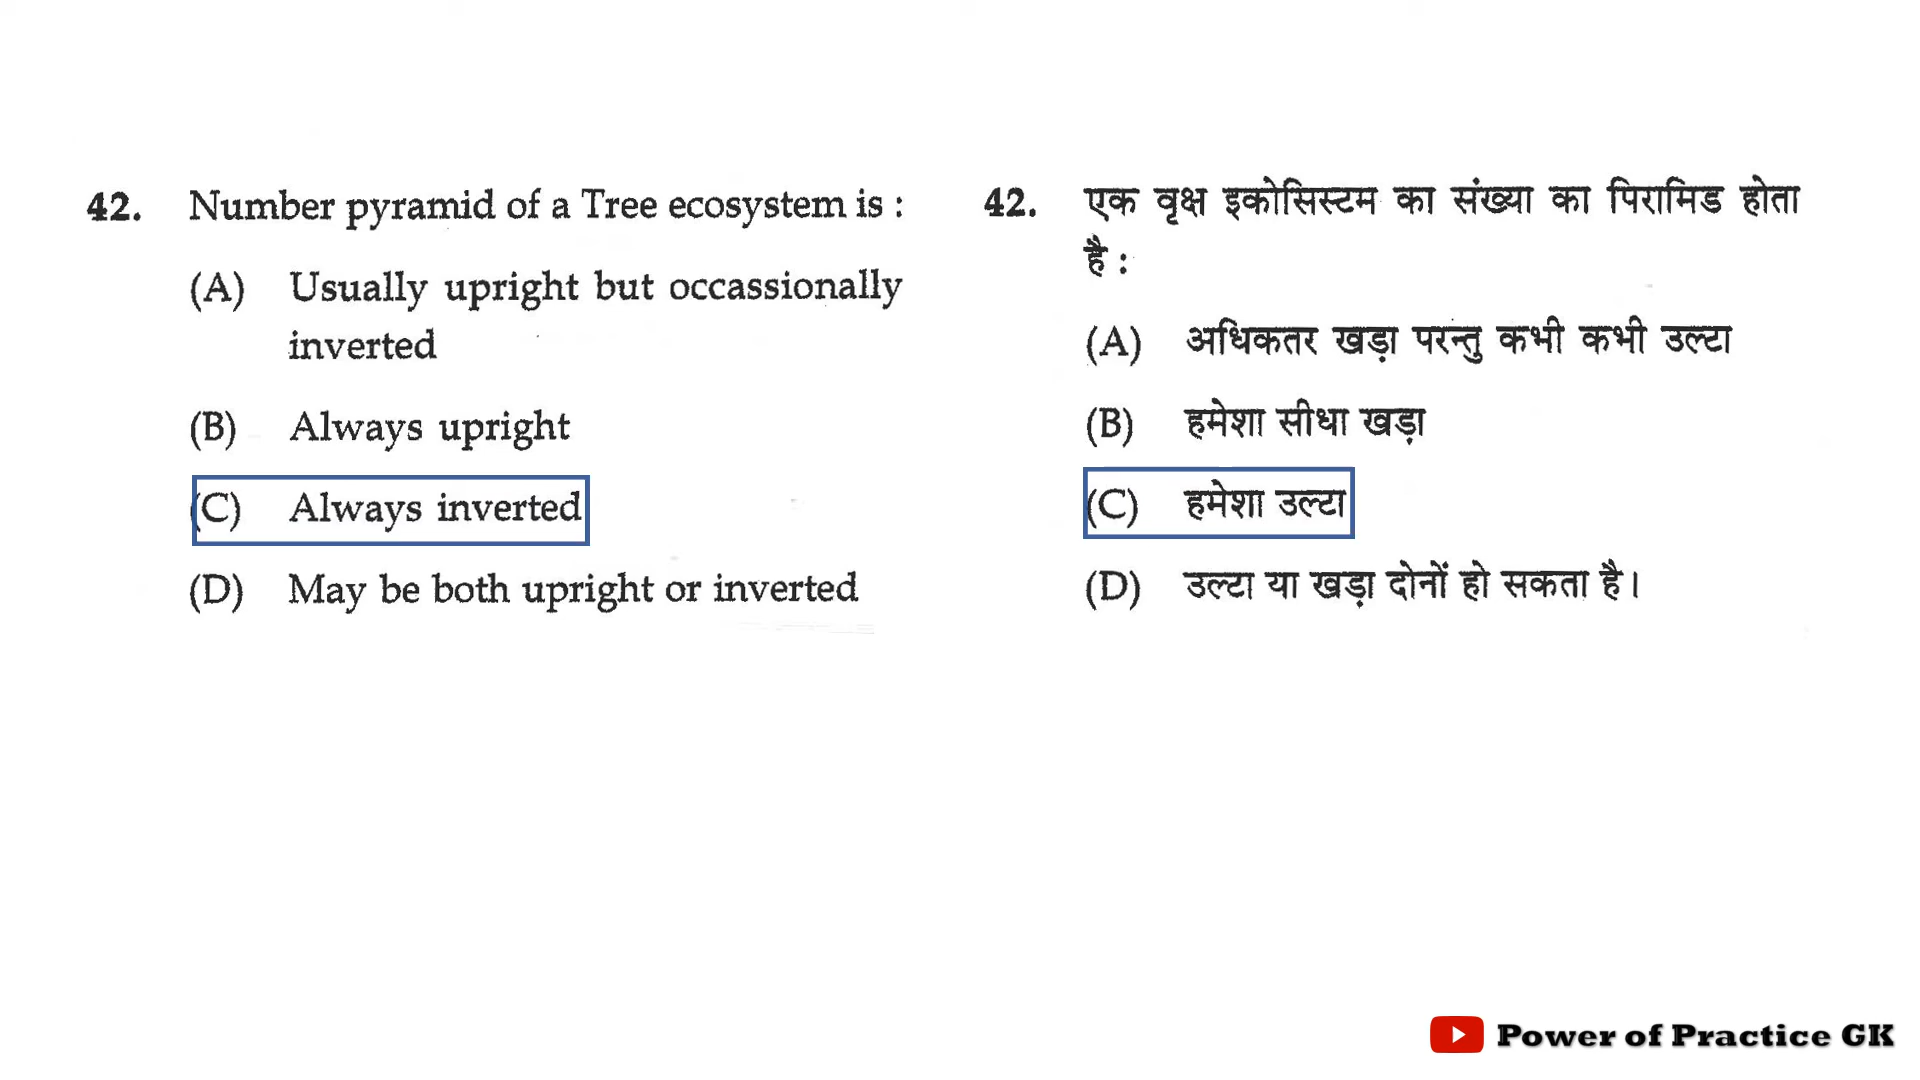 42. Number pyramid of a Tree ecosystem is :
(A) Usually upright but occassionally
inverted
(B) Always upright
(C) Always inverted
(D) May be both upright or inverted
42. एक वृक्ष इकोसिस्टम का संख्या का पिरामिड होता
है :
(A) अधिकतर खड़ा परन्तु कभी कभी उल्टा
(B) हमेशा सीधा खड़ा
(C) हमेशा उल्टा
(D) उल्टा या खड़ा दोनों हो सकता है।
Power of Practice GK